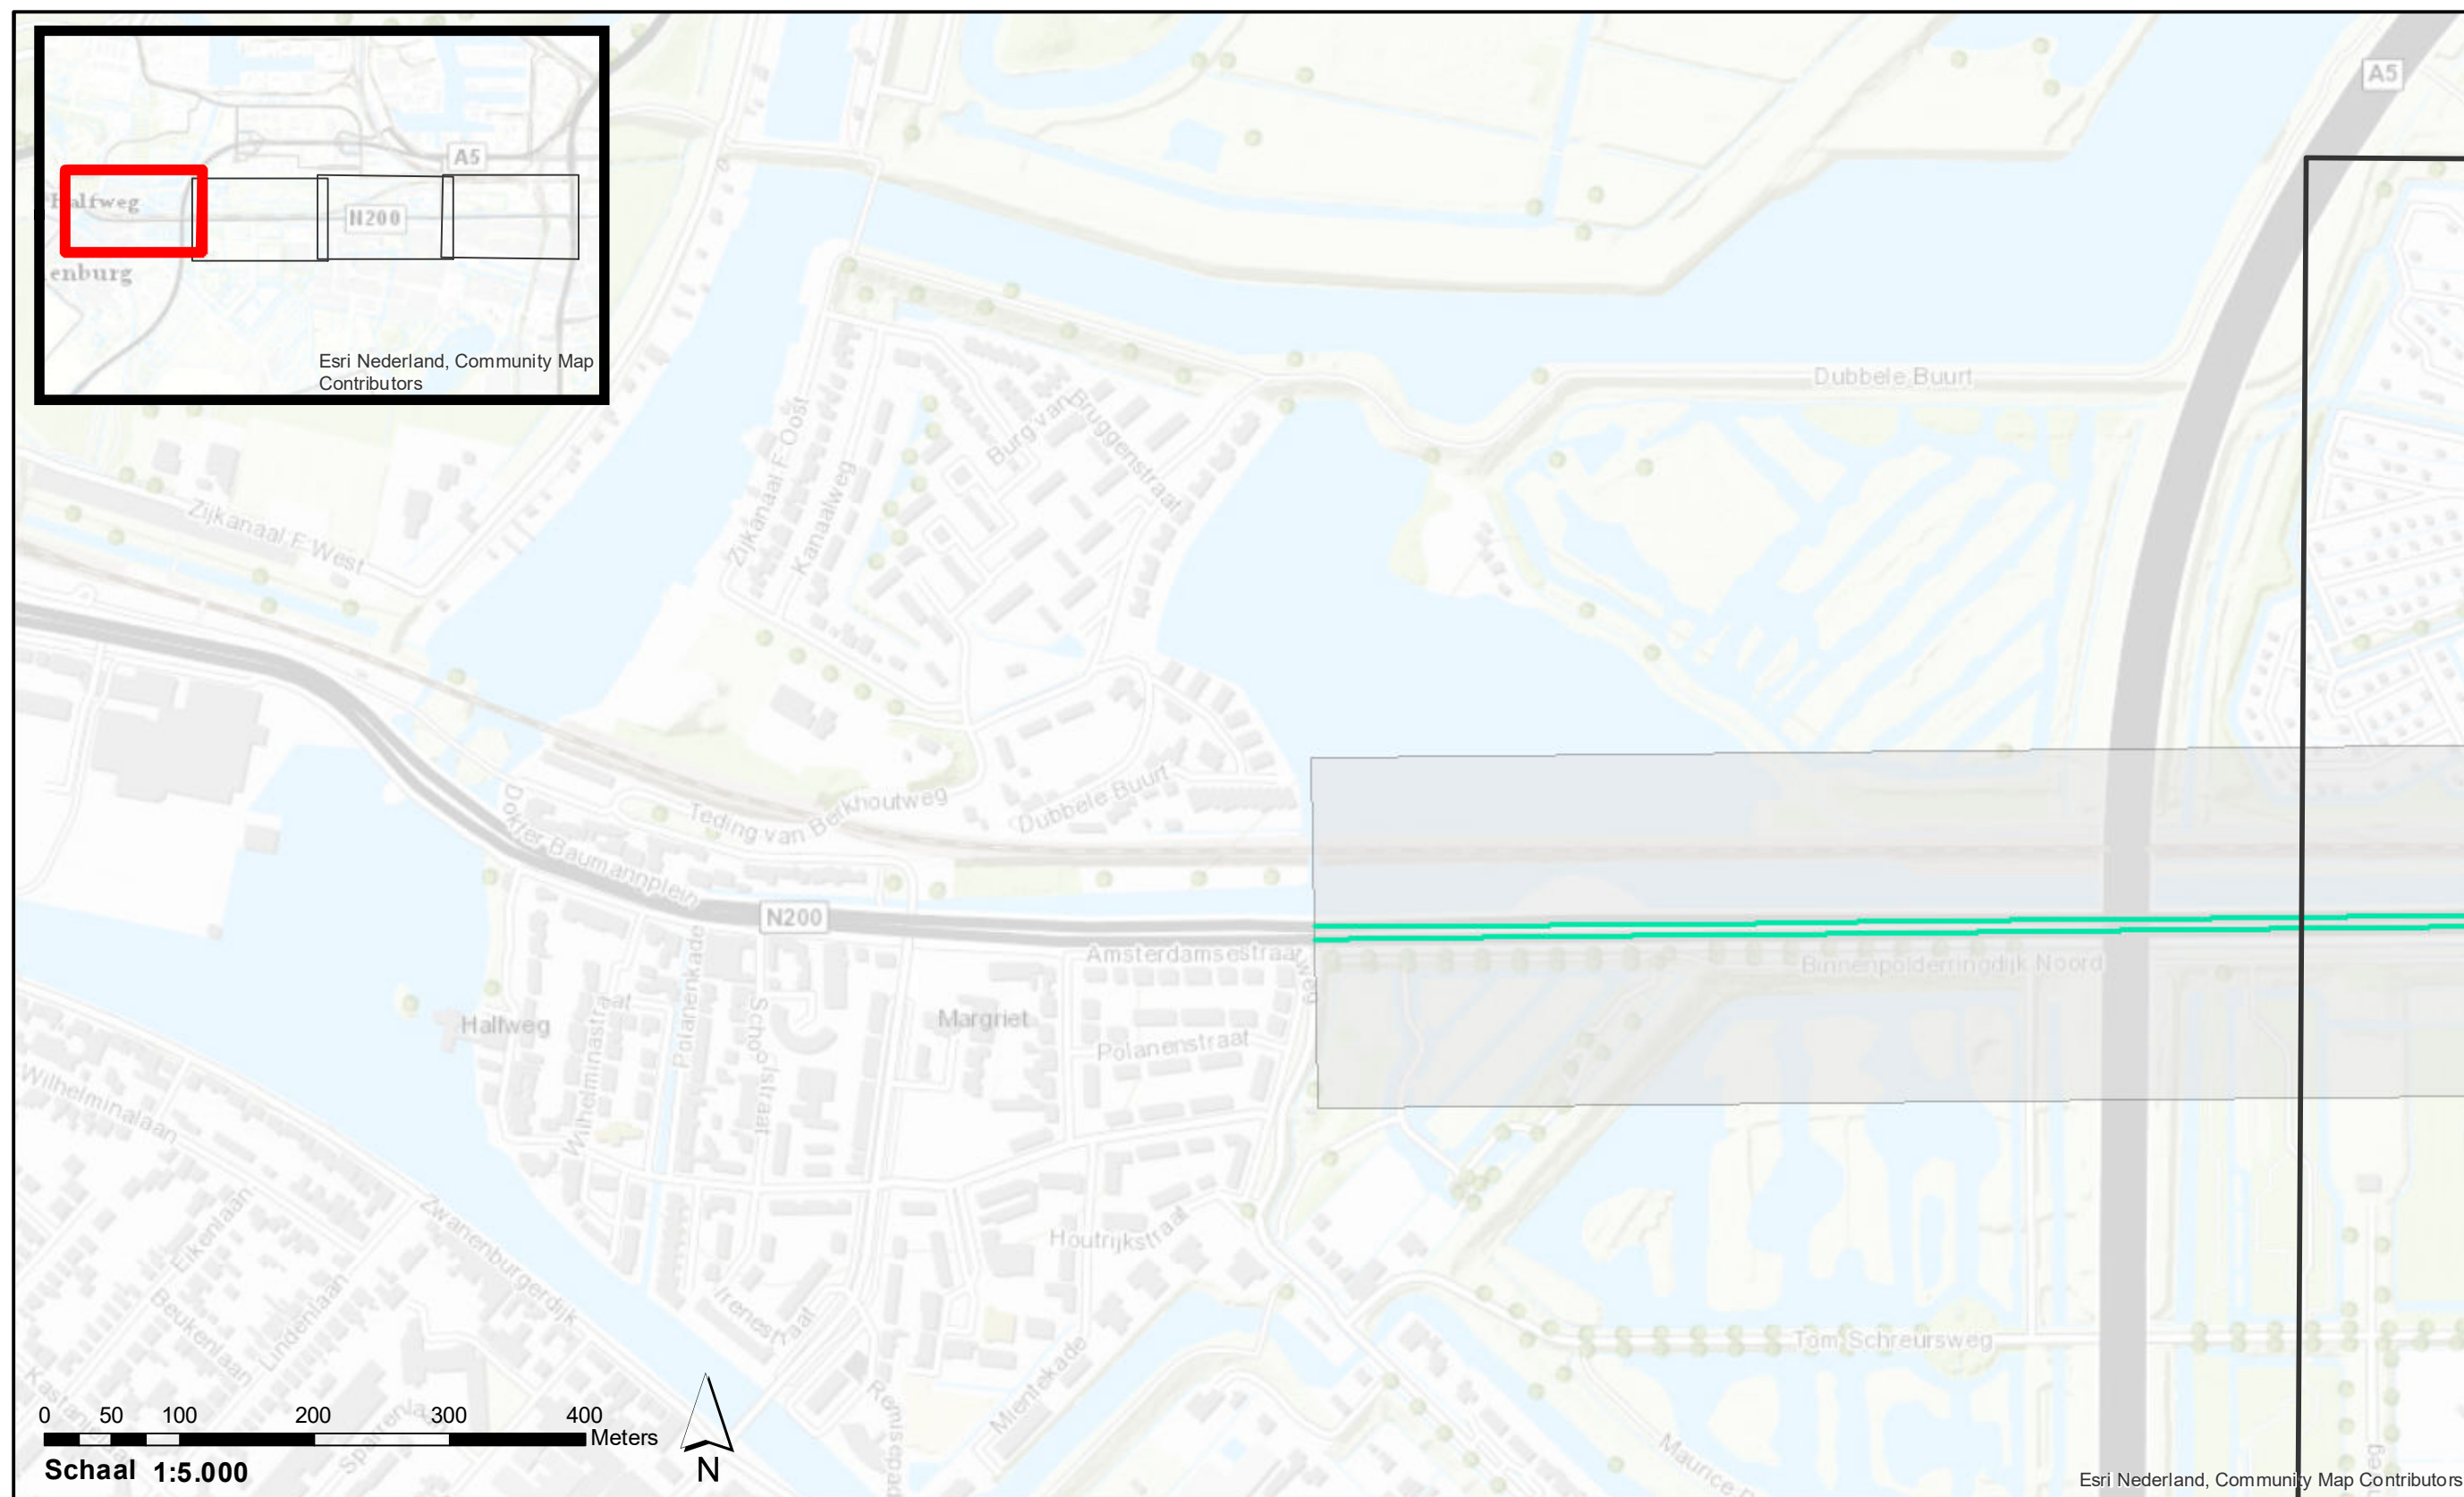 A5
Halfweg
N200
enburg
Esri Nederland, Community Map
Contributors
A5
Dubbele Buurt
Burg van
Bruggenstraat
Zijkanaal F Oost
Kanaalweg
Zijkanaal F West
Teding van Berkhoutweg
Dubbele Buurt
Dokter Baumannplein
N200
Amsterdamsestraatweg
Binnenpolderringdijk Noord
Halfweg
Wilhelminastraat
Polanenkade
Schoolstraat
Margriet
Polanenstraat
Wilhelminalaan
Zwanenburgerdijk
Eikenlaan
Beukenlaan
Lindenlaan
Irenestraat
Houtrijkstraat
Mientekade
Tom Schreursweg
0 50 100 200 300 400
Meters
Schaal 1:5.000
N
Esri Nederland, Community Map Contributors